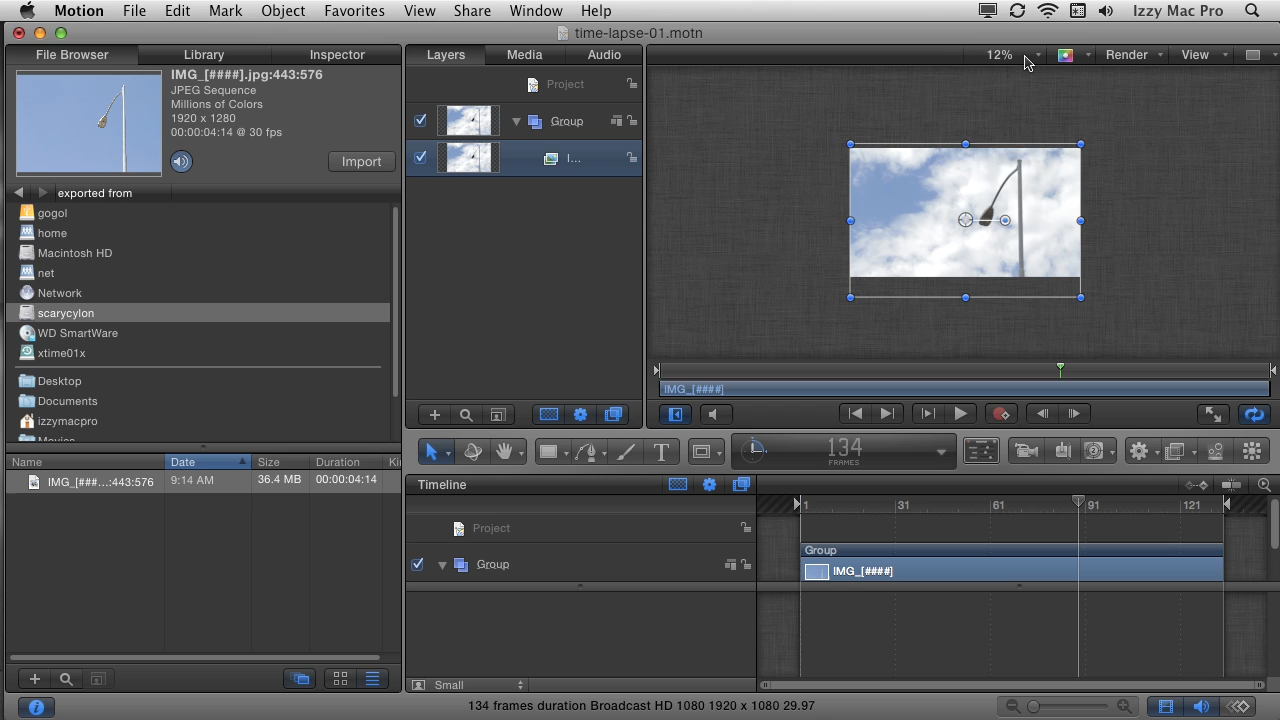 Motion File Edit Mark Object Favorites View Share Window Help Izzy Mac Pro
time-lapse-01.motn
File Browser Library Inspector Layers Media Audio 12% Render View
IMG_[####].jpg:443:576
JPEG Sequence
Millions of Colors
1920 x 1280
00:00:04:14 @ 30 fps
Import
Project
Group
I...
exported from
gogol
home
Macintosh HD
net
Network
scarycylon
WD SmartWare
xtime01x
Desktop
Documents
izzymacpro
Movies
IMG_[####]
134
FRAMES
Name Date Size Duration
IMG_[###...:443:576 9:14 AM 36.4 MB 00:00:04:14
Timeline
1 31 61 91 121
Project
Group
Group
IMG_[####]
Small
134 frames duration Broadcast HD 1080 1920 x 1080 29.97